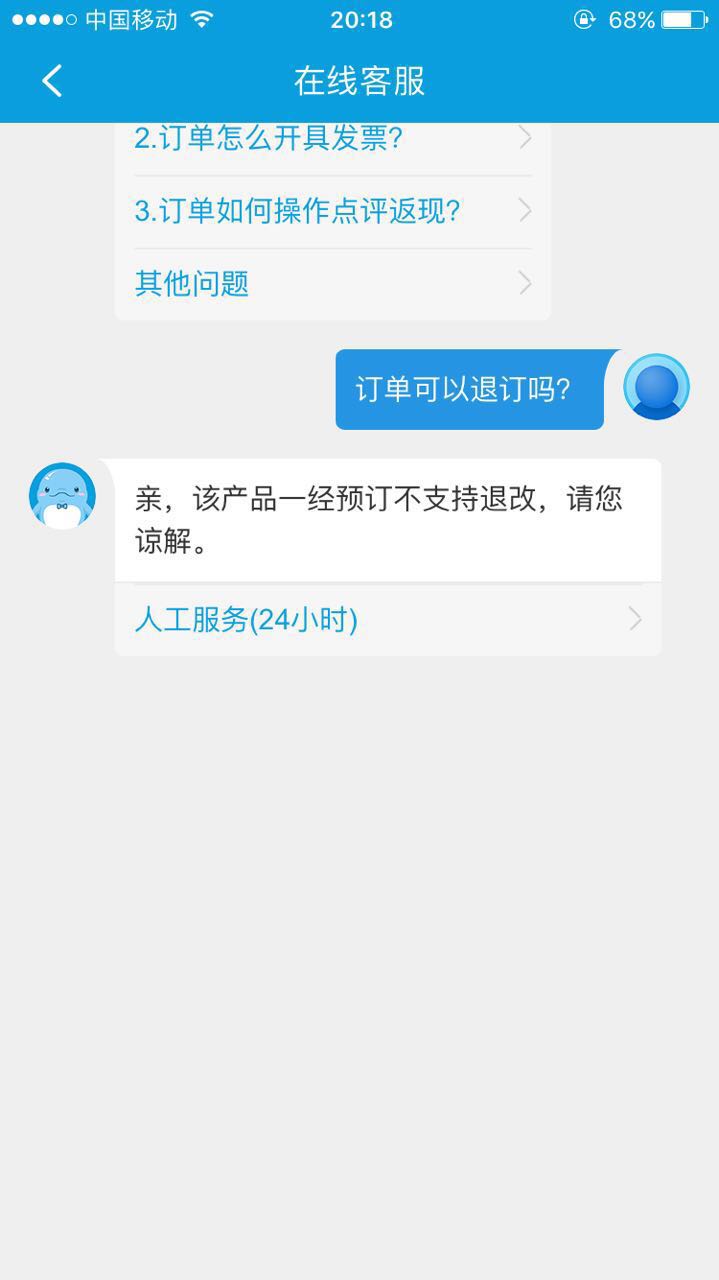 中国移动
20:18
68%
在线客服
2.订单怎么开具发票?
3.订单如何操作点评返现?
其他问题
订单可以退订吗?
亲，该产品一经预订不支持退改，请您
谅解。
人工服务(24小时)